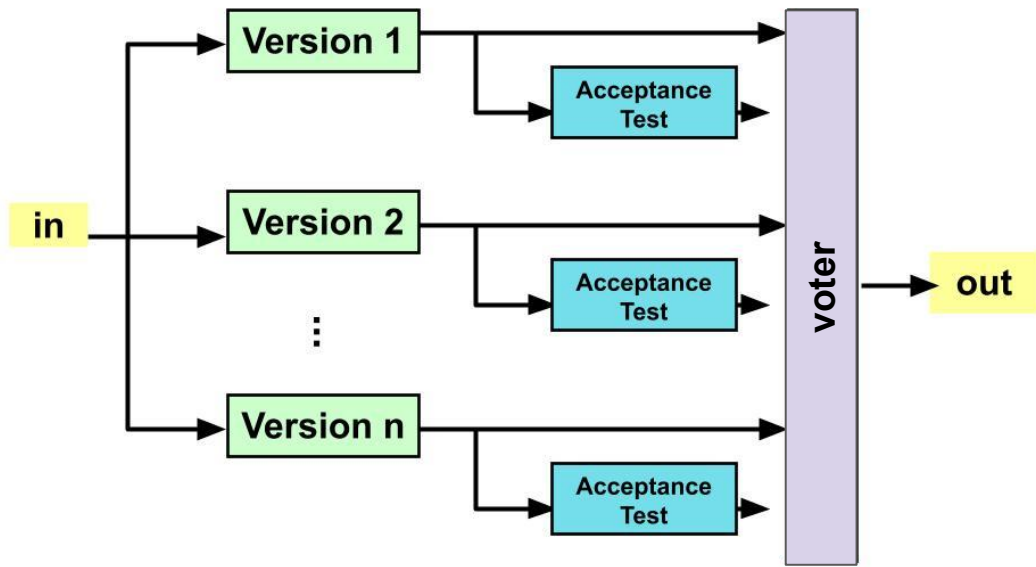 Version 1
Acceptance
Test
in
Version 2
Acceptance
Test
voter
out
⋮
Version n
Acceptance
Test